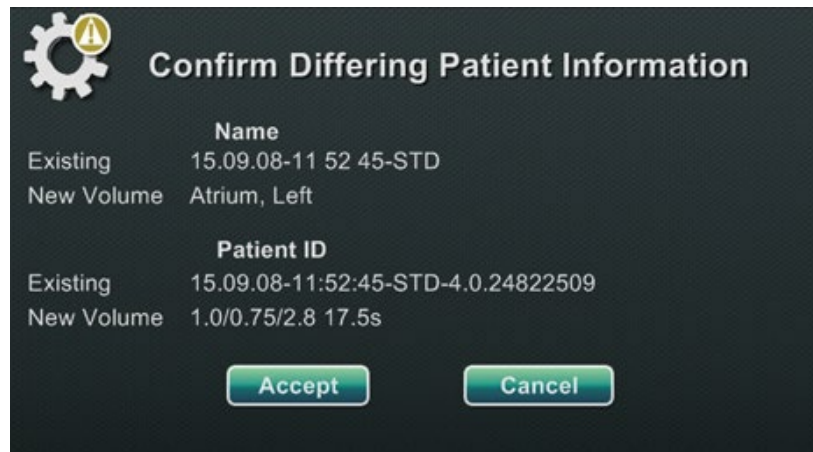 Confirm Differing Patient Information
Name
Existing 15.09.08-11 52 45-STD
New Volume Atrium, Left
Patient ID
Existing 15.09.08-11:52:45-STD-4.0.24822509
New Volume 1.0/0.75/2.8 17.5s
Accept Cancel